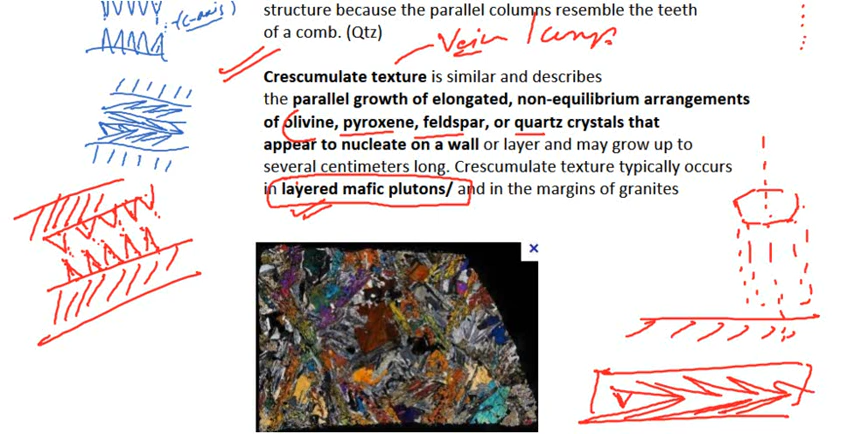 structure because the parallel columns resemble the teeth
of a comb. (Qtz)
(c-axis)
Vein
Crescumulate texture is similar and describes
the parallel growth of elongated, non-equilibrium arrangements
of olivine, pyroxene, feldspar, or quartz crystals that
appear to nucleate on a wall or layer and may grow up to
several centimeters long. Crescumulate texture typically occurs
in layered mafic plutons/ and in the margins of granites